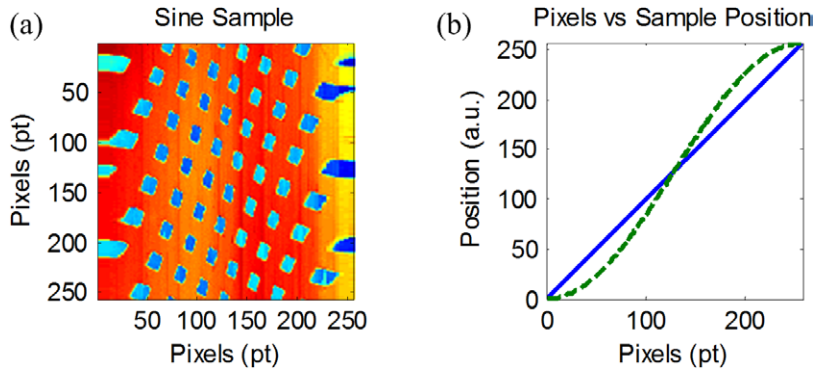 (a)
Sine Sample
Pixels (pt)
50
100
150
200
250
50 100 150 200 250
Pixels (pt)
(b)
Pixels vs Sample Position
Position (a.u.)
250
200
150
100
50
0
0 100 200
Pixels (pt)